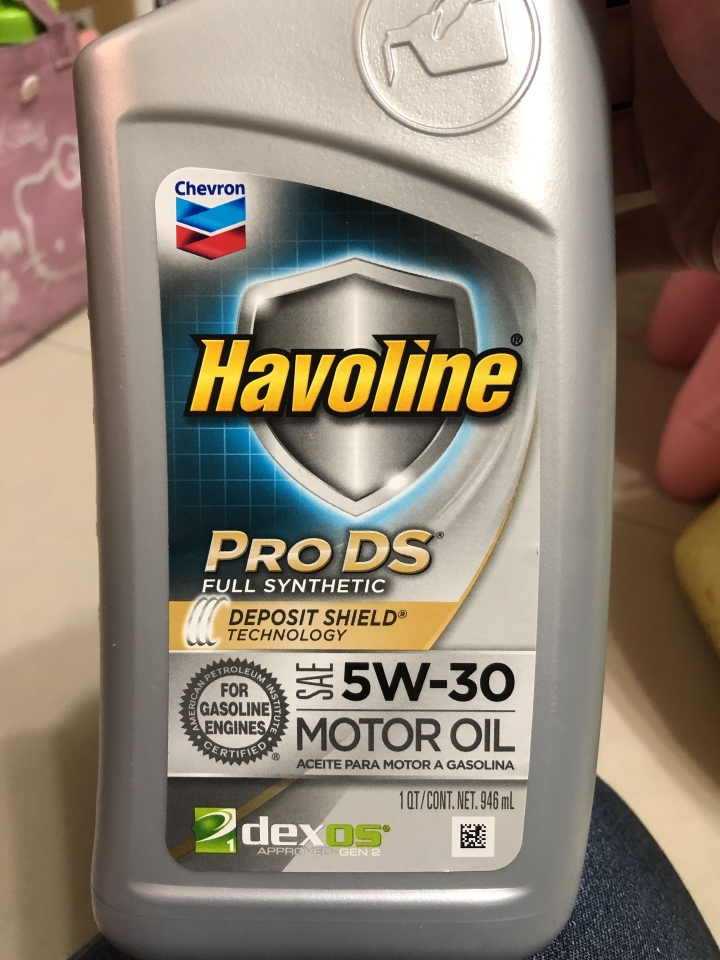 Chevron
Havoline®
PRO DS®
FULL SYNTHETIC
DEPOSIT SHIELD®
TECHNOLOGY
AMERICAN PETROLEUM INSTITUTE
FOR
GASOLINE
ENGINES
CERTIFIED
®
SAE 5W-30
MOTOR OIL
ACEITE PARA MOTOR A GASOLINA
1 QT/CONT. NET. 946 mL
1 dexos®
APPROVED GEN 2